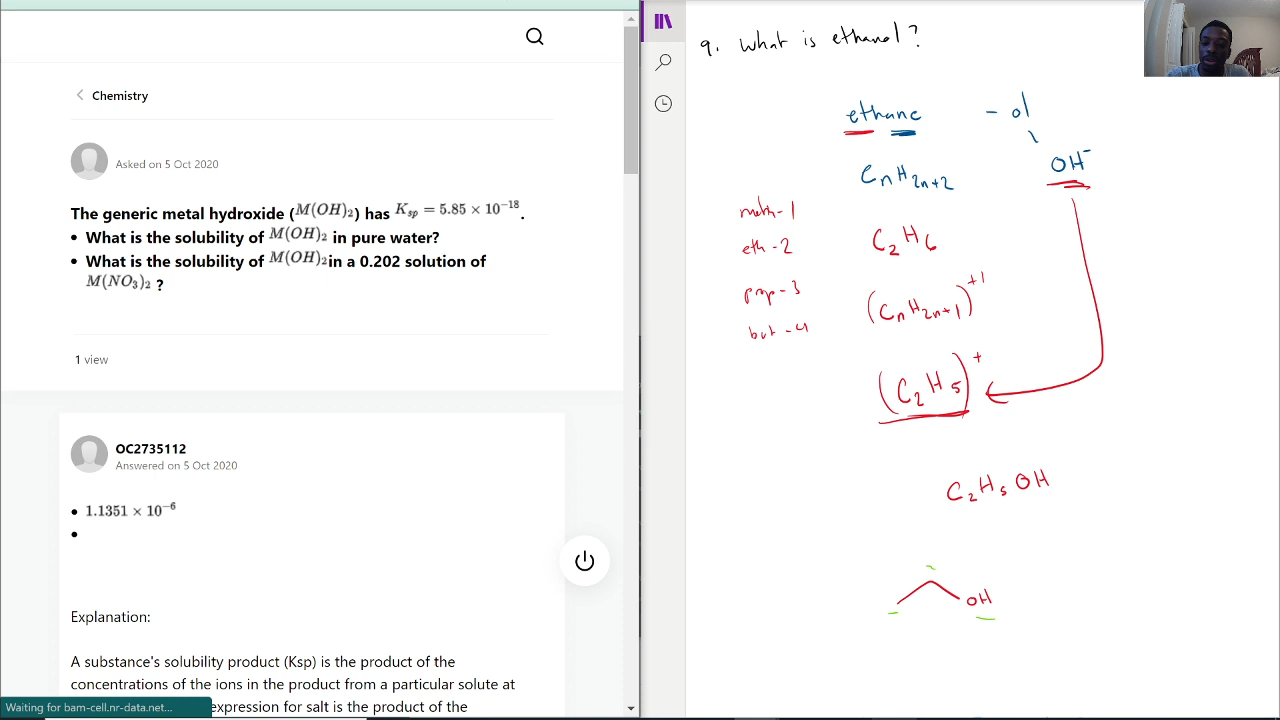 Chemistry
Asked on 5 Oct 2020
The generic metal hydroxide (M(OH)₂) has Kₛₚ = 5.85 × 10⁻¹⁸.
• What is the solubility of M(OH)₂ in pure water?
• What is the solubility of M(OH)₂in a 0.202 solution of
M(NO₃)₂ ?
1 view
OC2735112
Answered on 5 Oct 2020
• 1.1351 × 10⁻⁶
•
Explanation:
A substance's solubility product (Ksp) is the product of the
concentrations of the ions in the product from a particular solute at
expression for salt is the product of the
Waiting for bam-cell.nr-data.net...
9. What is ethanol?
ethane - ol
OH⁻
CₙH₂ₙ₊₂
meth-1
eth-2
C₂H₆
prop-3
(CₙH₂ₙ₊₁)⁺¹
but-4
(C₂H₅)⁺
C₂H₅OH
OH